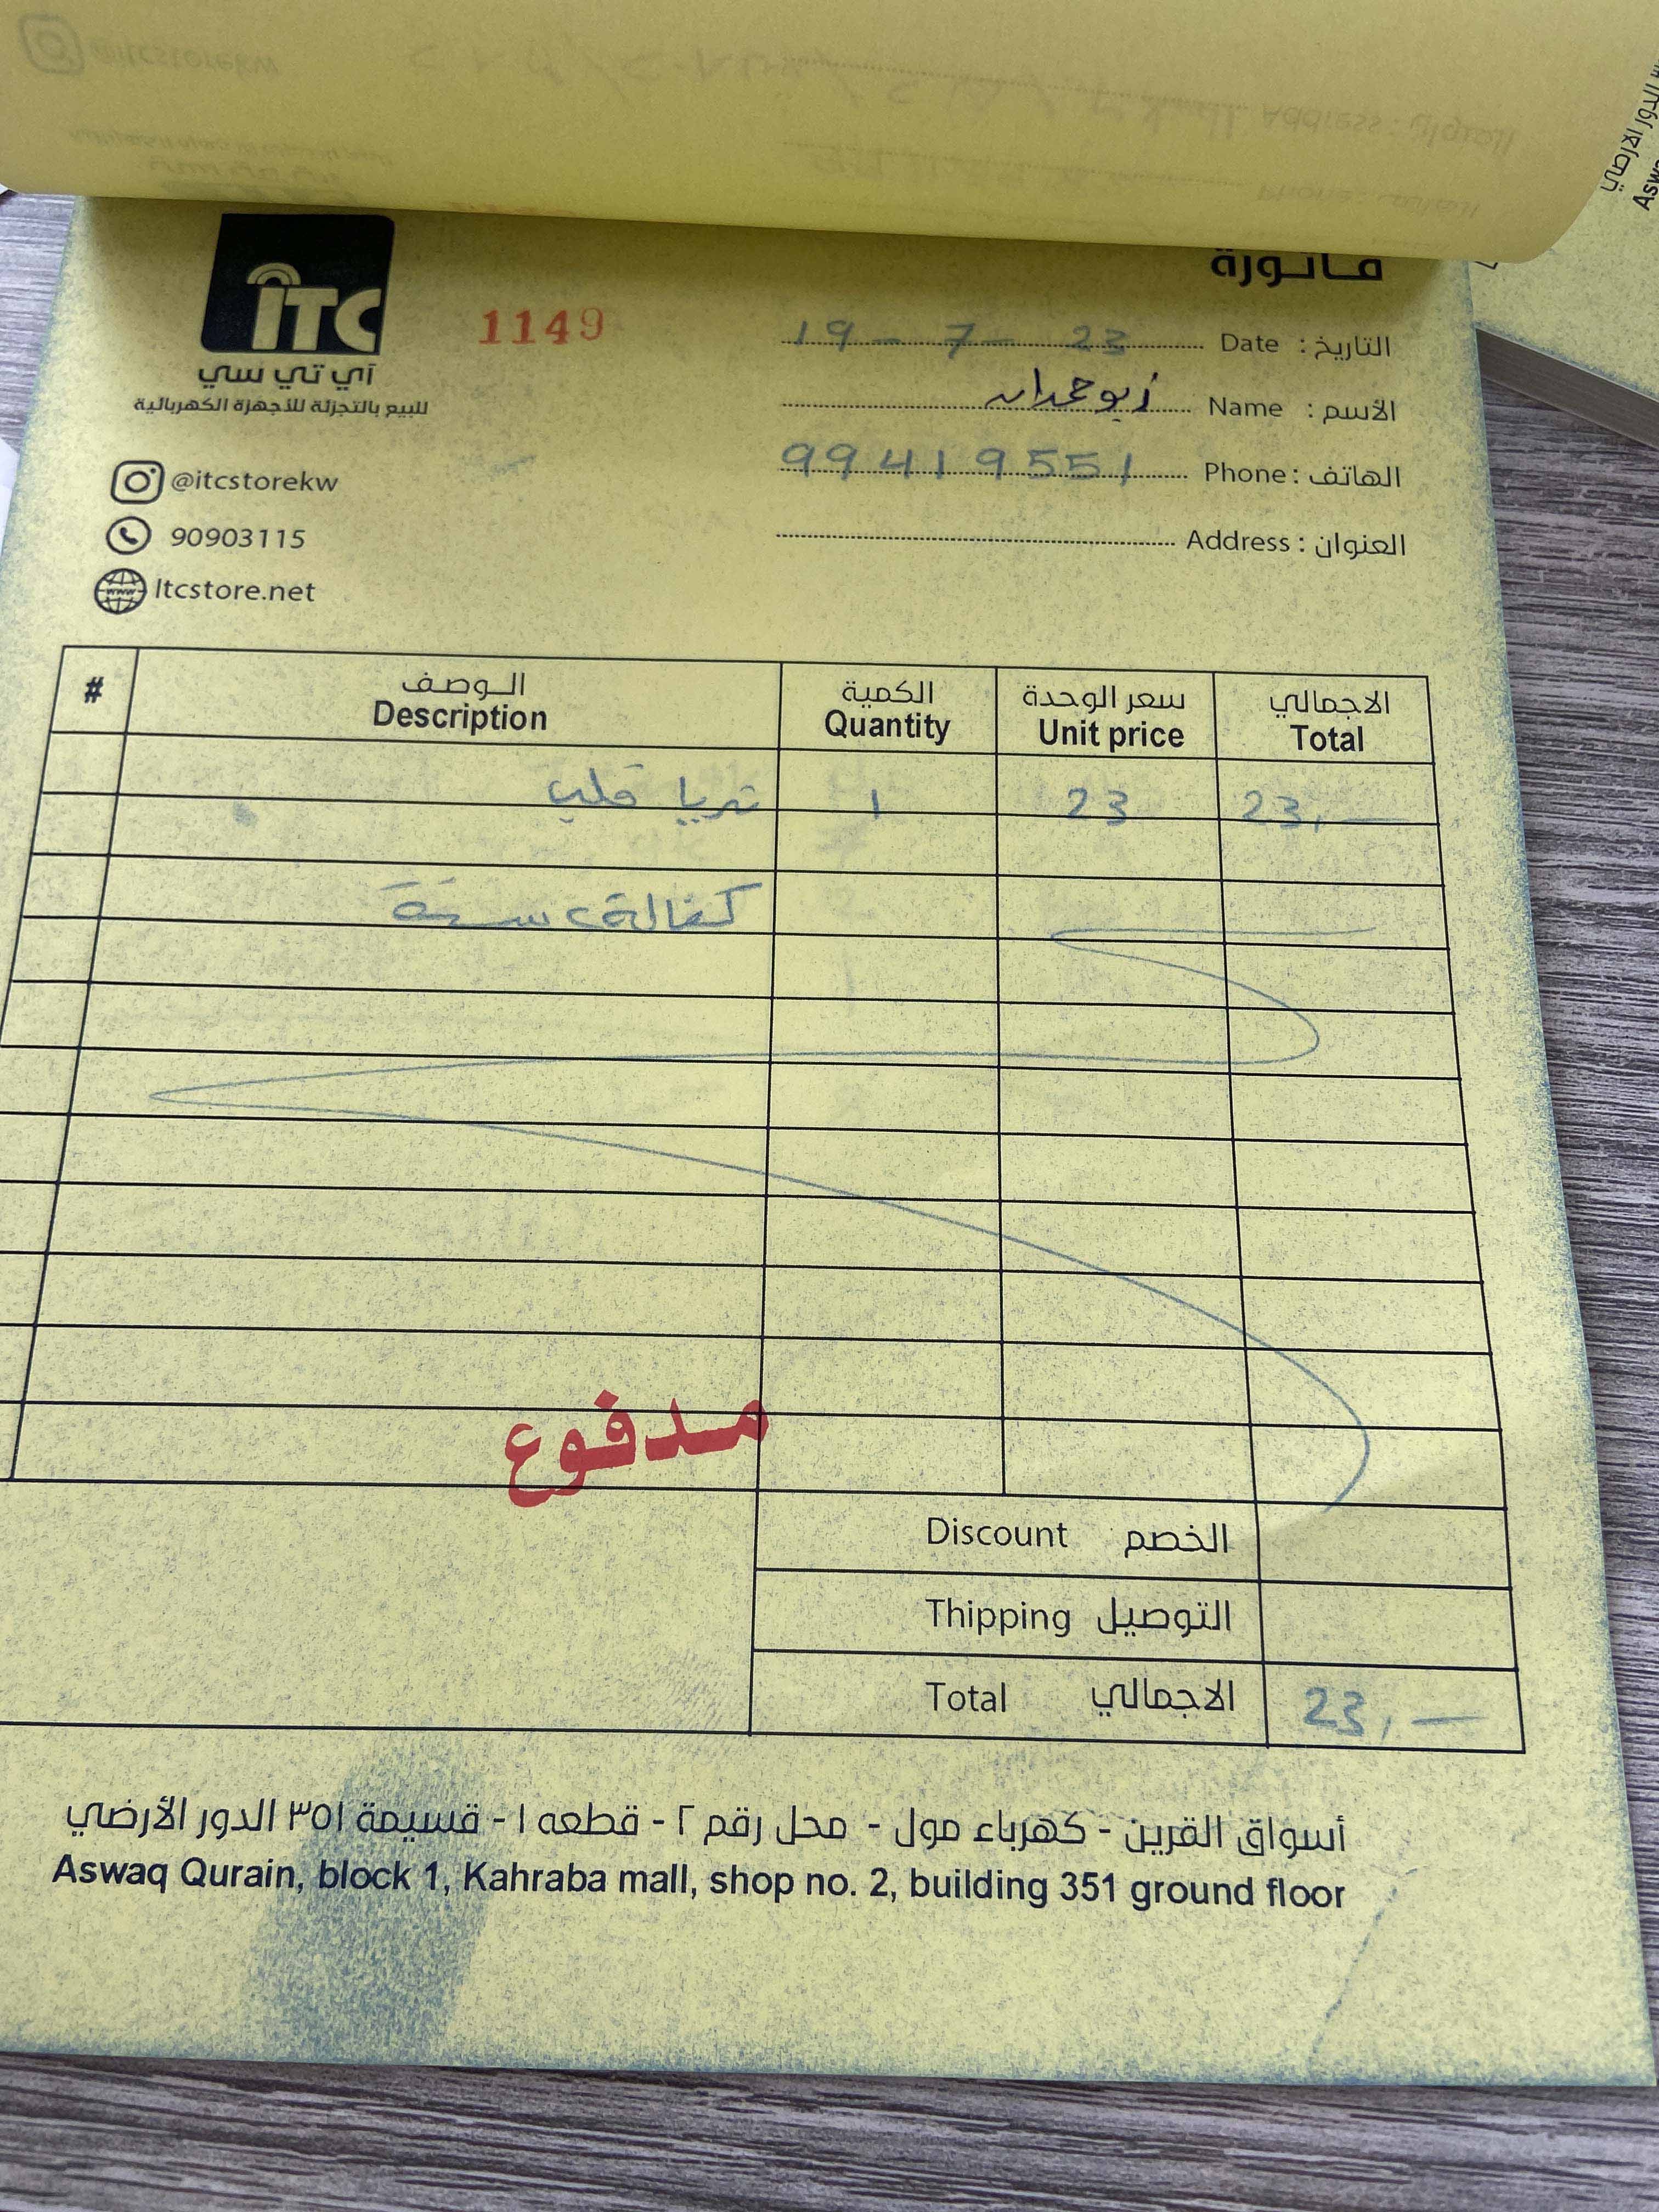 فاتورة
ITC
آي تي سي
للبيع بالتجزئة للأجهزة الكهربائية
1149
التاريخ : Date 19 - 7 - 23
الأسم : Name ابو حمدان
الهاتف : Phone 99419551
العنوان : Address
@itcstorekw
90903115
Itcstore.net
# الوصف الكمية سعر الوحدة الاجمالي
Description Quantity Unit price Total
ثريا قلب 1 23 23,—
كفالة سنة
مدفوع
Discount الخصم
Thipping التوصيل
Total الاجمالي 23,—
أسواق القرين - كهرباء مول - محل رقم ٢ - قطعه ١ - قسيمة ٣٥١ الدور الأرضي
Aswaq Qurain, block 1, Kahraba mall, shop no. 2, building 351 ground floor